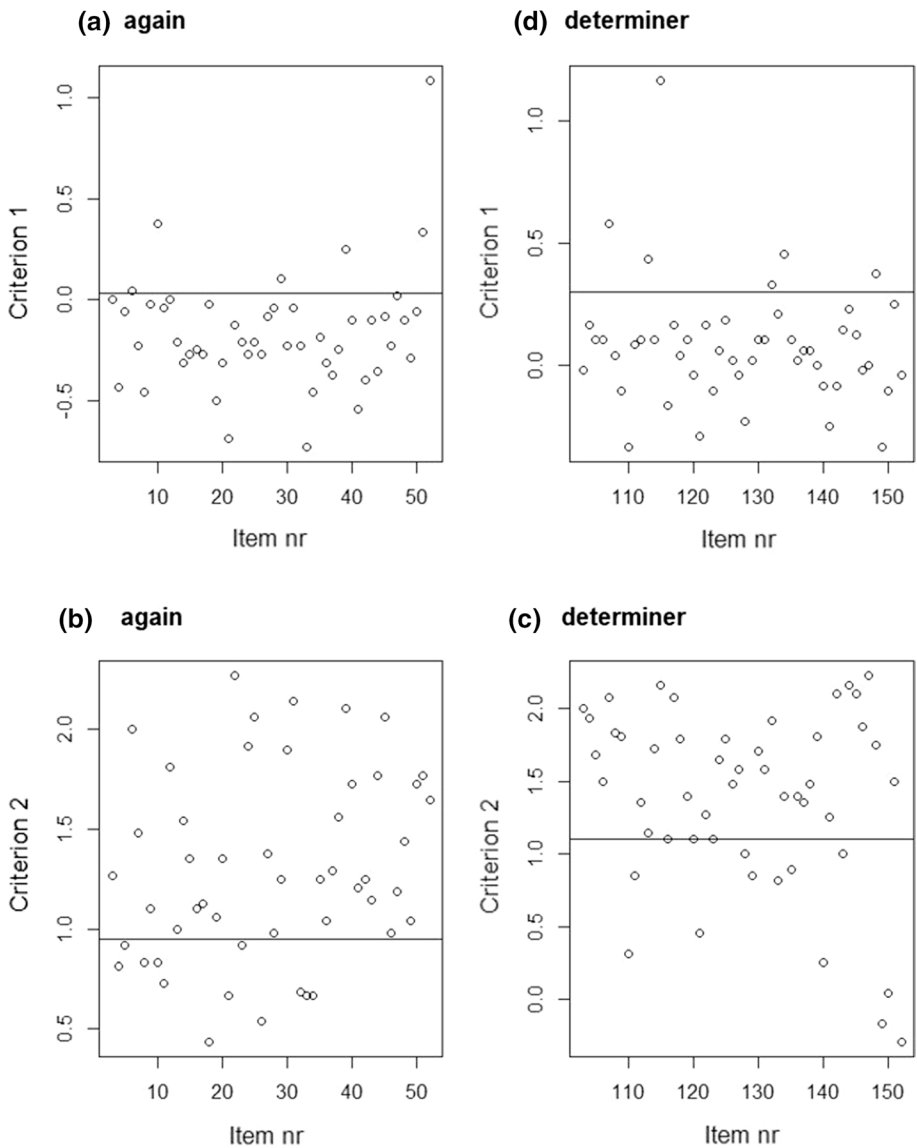 (a) again
1.0
0.5
0.0
-0.5
Criterion 1
10 20 30 40 50
Item nr
(d) determiner
1.0
0.5
0.0
Criterion 1
110 120 130 140 150
Item nr
(b) again
2.0
1.5
1.0
0.5
Criterion 2
10 20 30 40 50
Item nr
(c) determiner
2.0
1.5
1.0
0.5
0.0
Criterion 2
110 120 130 140 150
Item nr